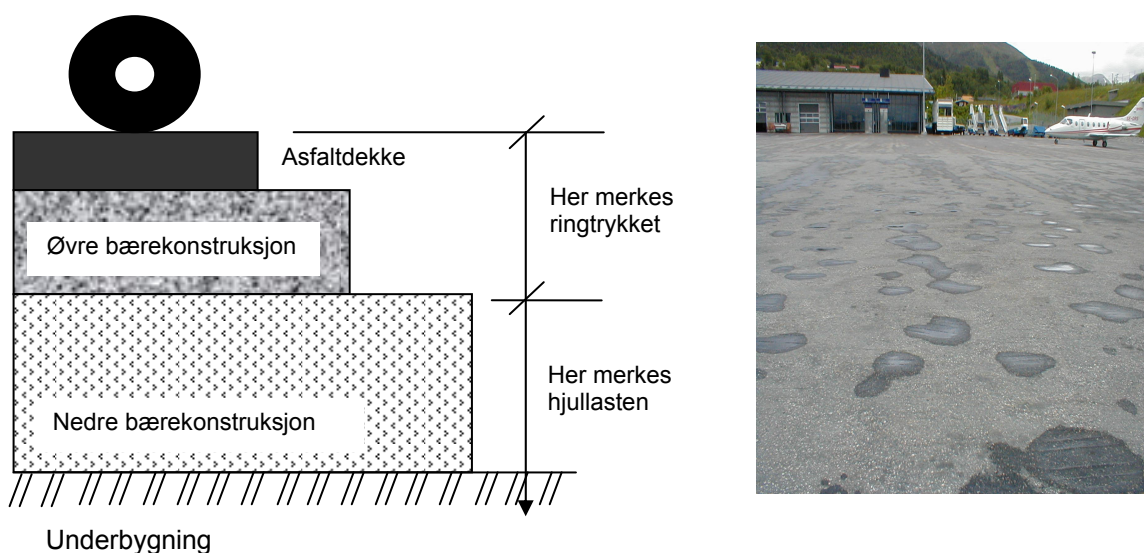 Asfaltdekke
Her merkes
ringtrykket
Øvre bærekonstruksjon
Her merkes
hjullasten
Nedre bærekonstruksjon
Underbygning